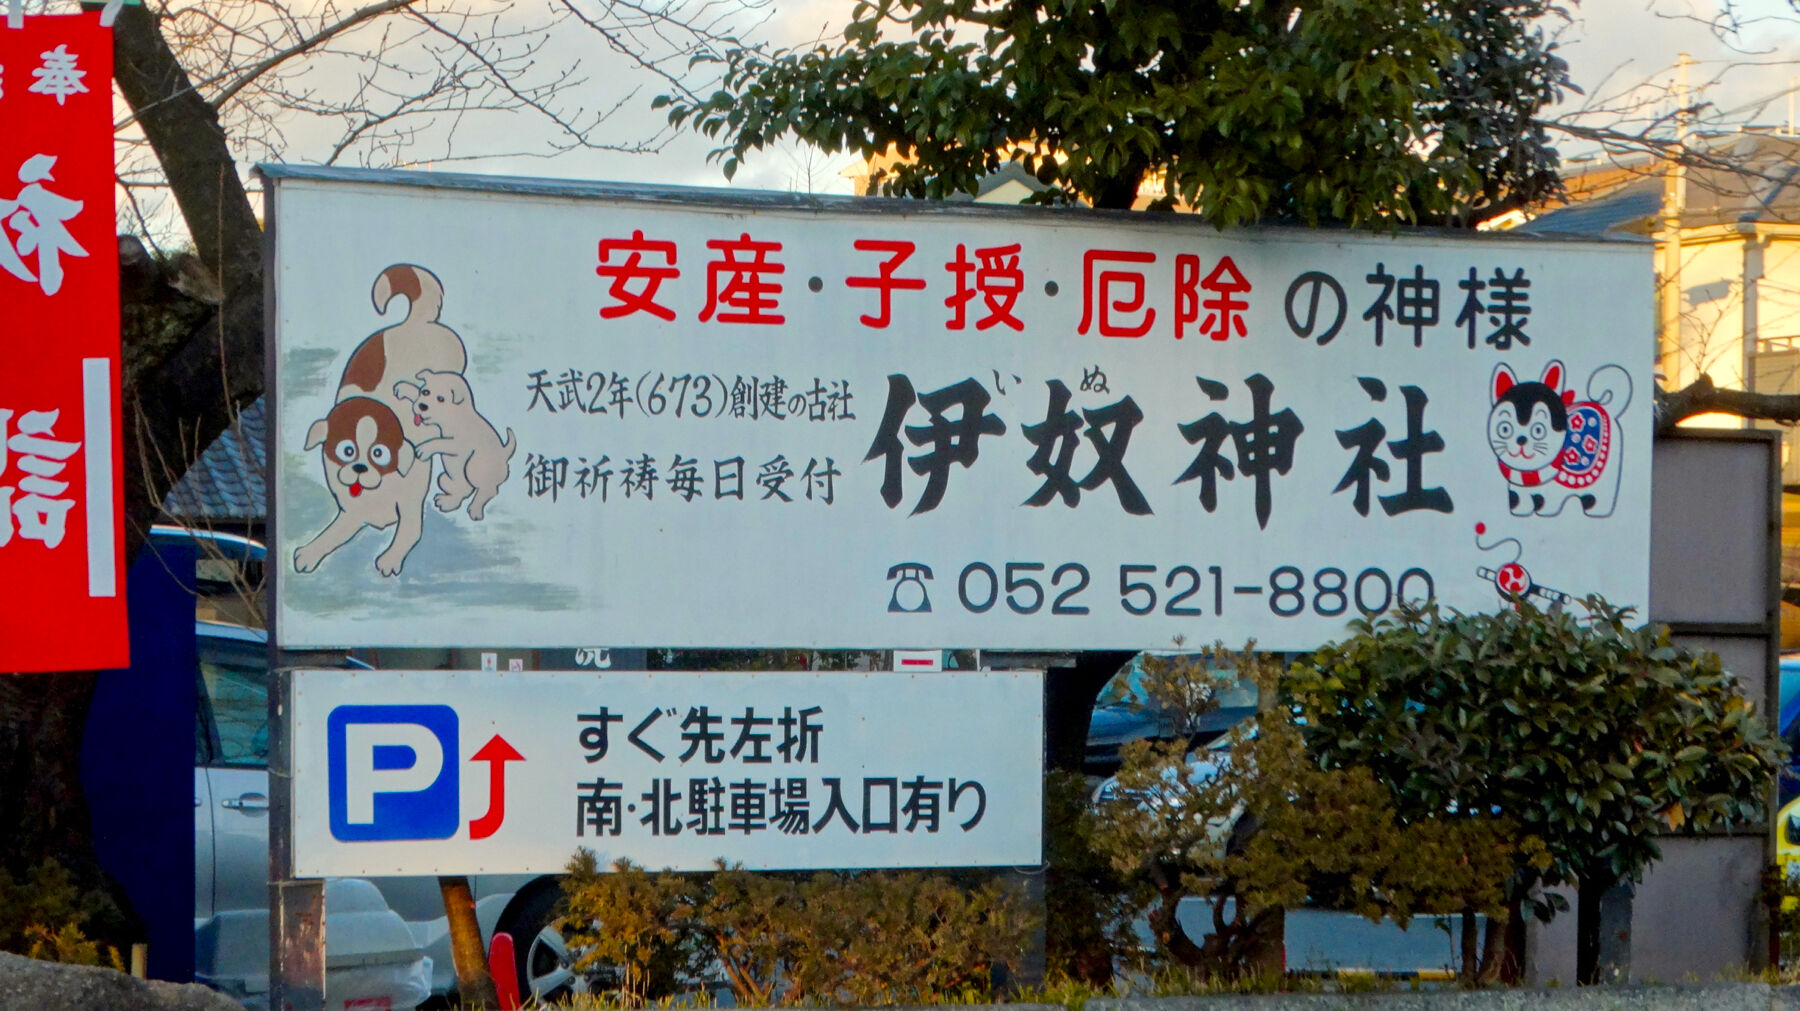 奉
初
詣
安産・子授・厄除の神様
天武2年(673)創建の古社
御祈祷毎日受付
いぬ
伊奴神社
☎052 521-8800
P
すぐ先左折
南・北駐車場入口有り